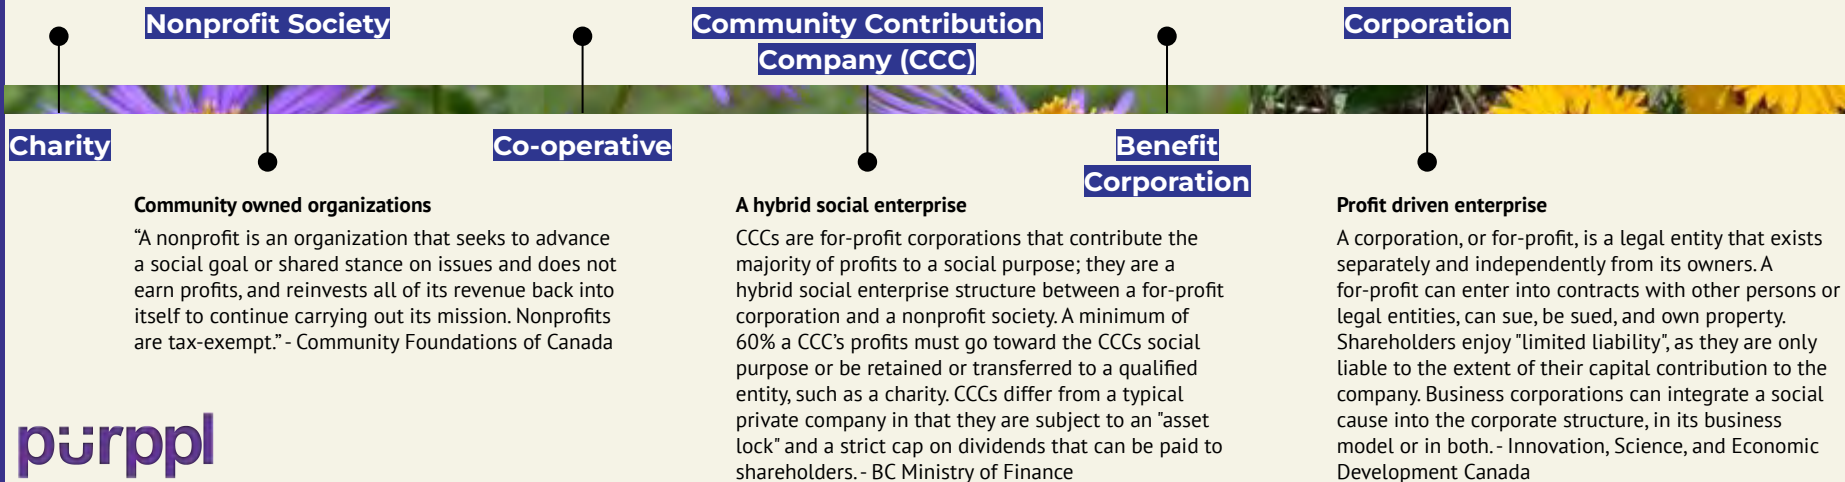 Nonprofit Society
Community Contribution
Company (CCC)
Corporation
Charity
Co-operative
Benefit
Corporation
Community owned organizations
“A nonprofit is an organization that seeks to advance
a social goal or shared stance on issues and does not
earn profits, and reinvests all of its revenue back into
itself to continue carrying out its mission. Nonprofits
are tax-exempt.” - Community Foundations of Canada
A hybrid social enterprise
CCCs are for-profit corporations that contribute the
majority of profits to a social purpose; they are a
hybrid social enterprise structure between a for-profit
corporation and a nonprofit society. A minimum of
60% a CCC’s profits must go toward the CCCs social
purpose or be retained or transferred to a qualified
entity, such as a charity. CCCs differ from a typical
private company in that they are subject to an "asset
lock" and a strict cap on dividends that can be paid to
shareholders. - BC Ministry of Finance
Profit driven enterprise
A corporation, or for-profit, is a legal entity that exists
separately and independently from its owners. A
for-profit can enter into contracts with other persons or
legal entities, can sue, be sued, and own property.
Shareholders enjoy "limited liability", as they are only
liable to the extent of their capital contribution to the
company. Business corporations can integrate a social
cause into the corporate structure, in its business
model or in both. - Innovation, Science, and Economic
Development Canada
pürppl